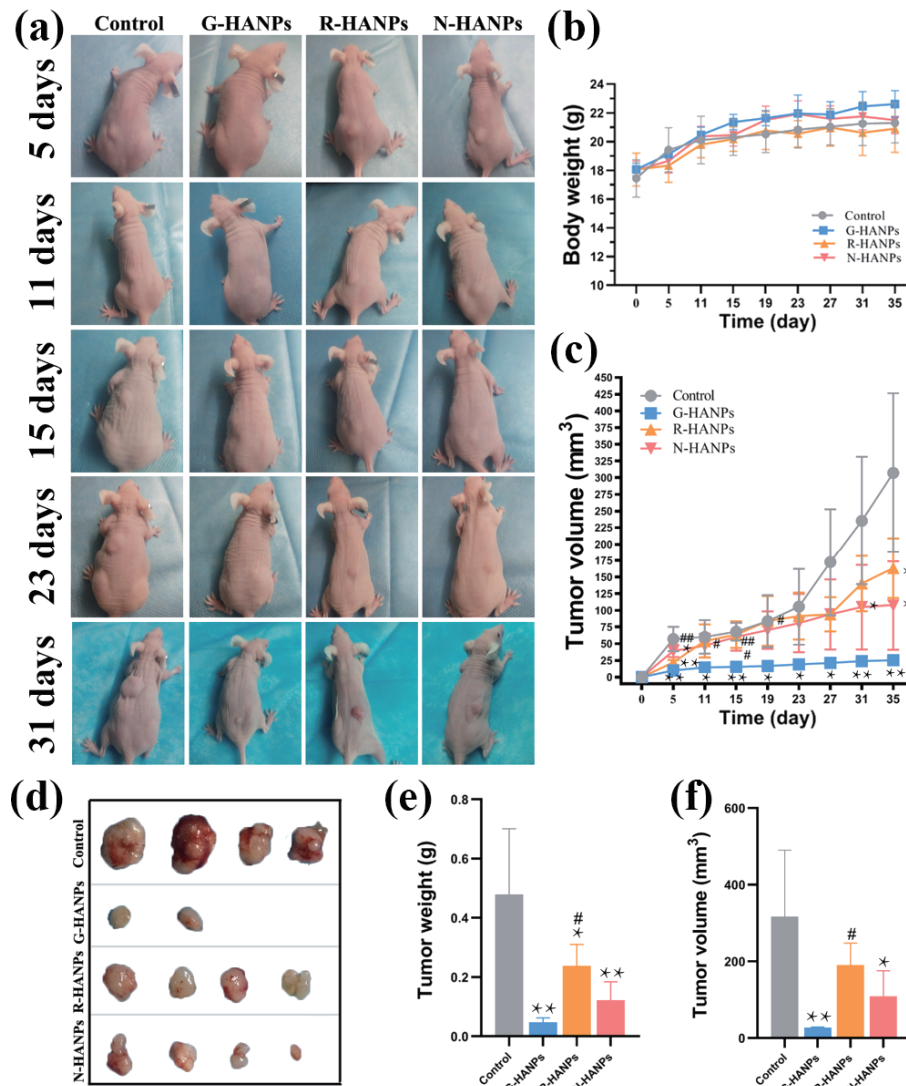 (a)
Control G-HANPs R-HANPs N-HANPs
5 days
11 days
15 days
23 days
31 days
(b)
Body weight (g)
24
22
20
18
16
14
12
10
Control
G-HANPs
R-HANPs
N-HANPs
0 5 11 15 19 23 27 31 35
Time (day)
(c)
Tumor volume (mm³)
450
425
400
375
350
325
300
275
250
225
200
175
150
125
100
75
50
25
0
Control
G-HANPs
R-HANPs
N-HANPs
##
*
**
#
##
#
#
*
*
*
** * ** * * * ** **
0 5 11 15 19 23 27 31 35
Time (day)
(d)
Control
G-HANPs
R-HANPs
N-HANPs
(e)
Tumor weight (g)
0.8
0.6
0.4
0.2
0.0
**
#
*
**
Control
R-HANPs
(f)
Tumor volume (mm³)
600
400
200
0
**
#
*
Control
R-HANPs